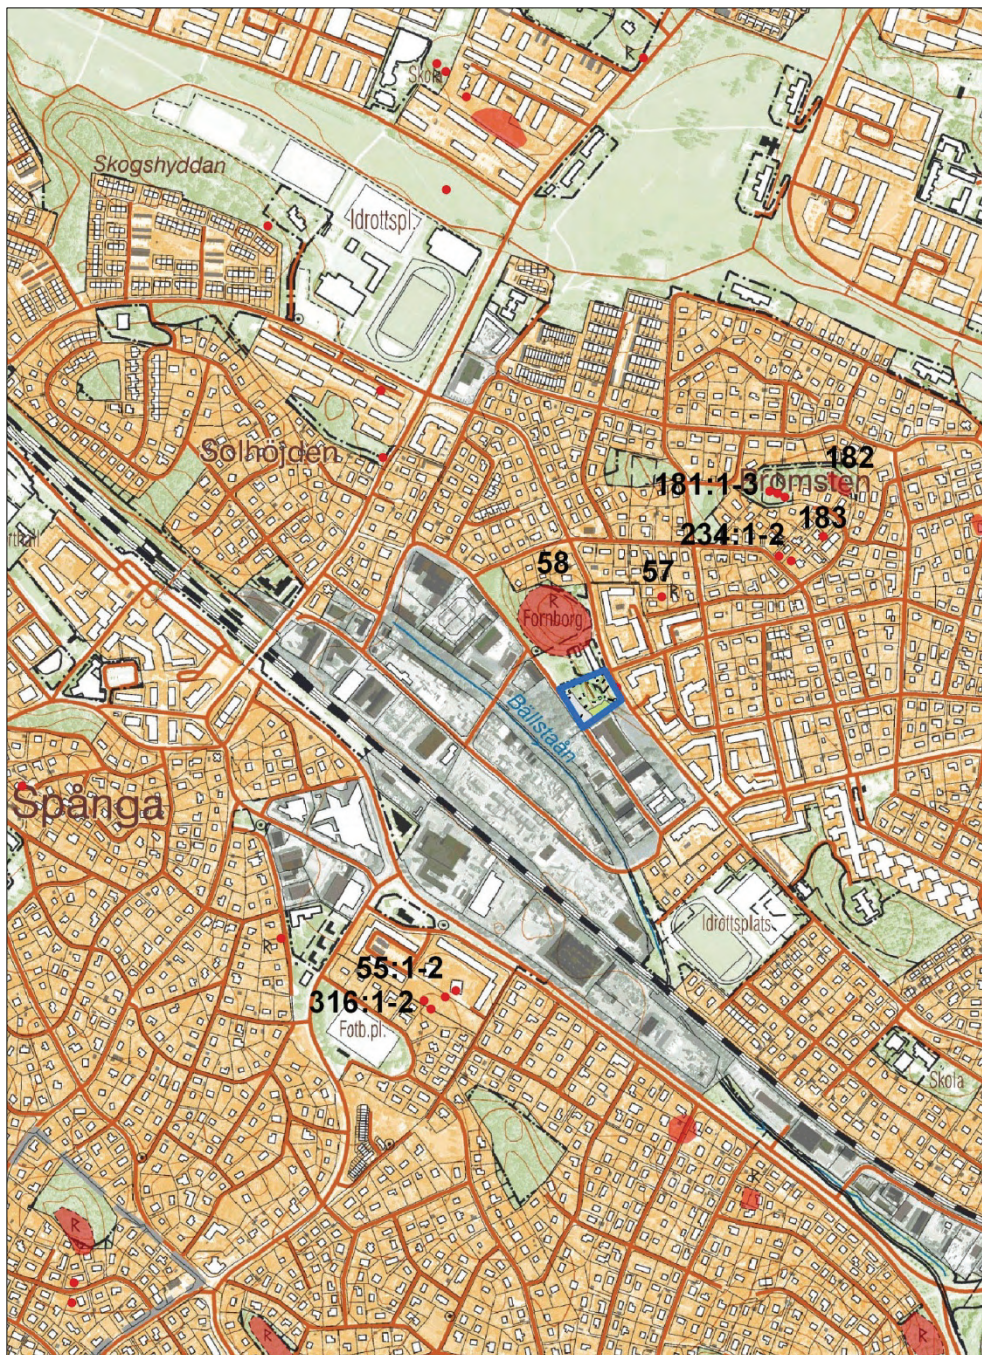 Skola
Skogshyddan
Idrottspl.
Solhöjden
182
Bromsten
181:1-3
183
234:1-2
58
57
R
R
Fornborg
Bällstaån
Spånga
Idrottsplats
R
55:1-2
316:1-2
Fotb.pl.
Skola
R
R
R